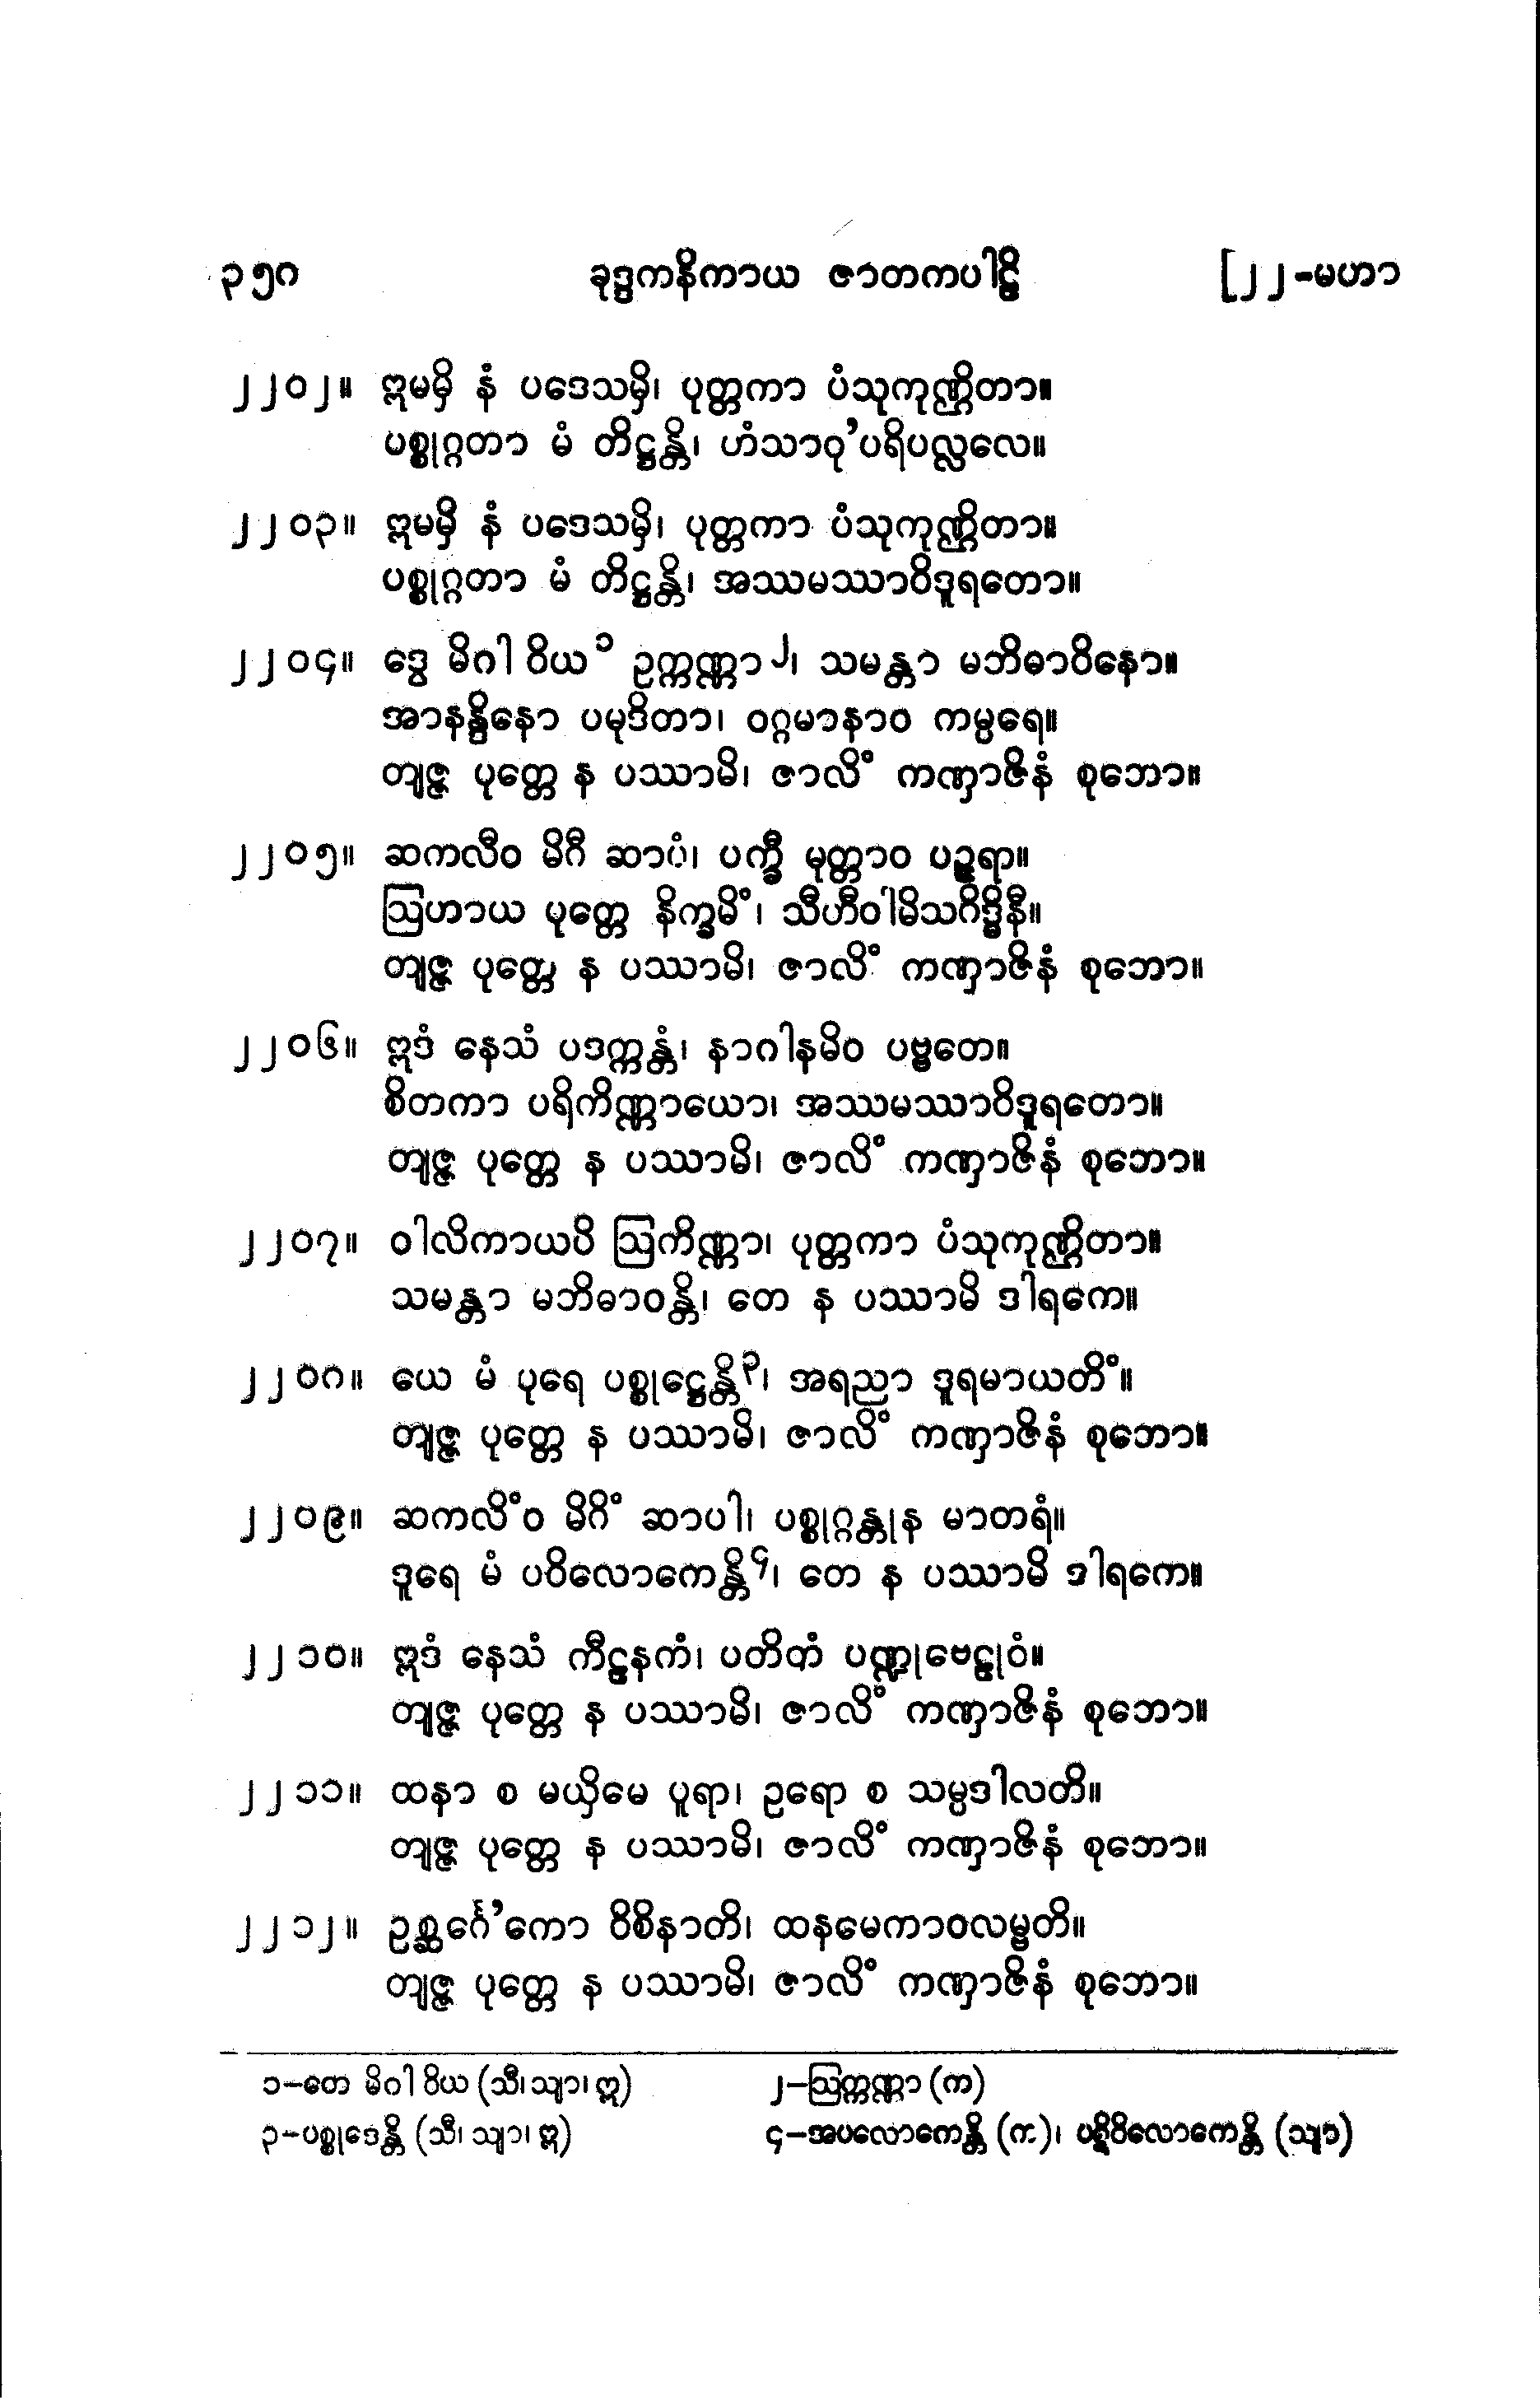 ၃၅၈ ခုဒ္ဒကနိကာယ ဇာတကပါဠိ [၂၂-မဟာ
၂၂၀၂။ ဣမမှိ နံ ပဒေသမှိ၊ ပုတ္တကာ ပံသုကုဏ္ဌိတာ။
ပစ္စုဂ္ဂတာ မံ တိဋ္ဌန္တိ၊ ဟံသာဝု’ပရိပလ္လလေ။
၂၂၀၃။ ဣမမှိ နံ ပဒေသမှိ၊ ပုတ္တကာ ပံသုကုဏ္ဌိတာ။
ပစ္စုဂ္ဂတာ မံ တိဋ္ဌန္တိ၊ အဿမဿာဝိဒူရတော။
၂၂၀၄။ ဒွေ မိဂါ ဝိယ ၁ ဥက္ကဏ္ဏာ ၂၊ သမန္တာ မဘိဓာဝိနော။
အာနန္ဒိနော ပမုဒိတာ၊ ဝဂ္ဂမာနာဝ ကမ္ပရေ။
တျဇ္ဇ ပုတ္တေ န ပဿာမိ၊ ဇာလိံ ကဏှာဇိနံ စုဘော။
၂၂၀၅။ ဆကလီဝ မိဂီ ဆာပံ၊ ပက္ခီ မုတ္တာဝ ပဉ္ဇရာ။
ဩဟာယ ပုတ္တေ နိက္ခမိံ၊ သီဟီဝါမိသဂိဒ္ဓိနီ။
တျဇ္ဇ ပုတ္တေ န ပဿာမိ၊ ဇာလိံ ကဏှာဇိနံ စုဘော။
၂၂၀၆။ ဣဒံ နေသံ ပဒက္ကန္တံ၊ နာဂါနမိဝ ပဗ္ဗတေ။
စိတကာ ပရိကိဏ္ဏာယော၊ အဿမဿာဝိဒူရတော။
တျဇ္ဇ ပုတ္တေ န ပဿာမိ၊ ဇာလိံ ကဏှာဇိနံ စုဘော။
၂၂၀၇။ ဝါလိကာယပိ ဩကိဏ္ဏာ၊ ပုတ္တကာ ပံသုကုဏ္ဌိတာ။
သမန္တာ မဘိဓာဝန္တိ၊ တေ န ပဿာမိ ဒါရကေ။
၂၂၀၈။ ယေ မံ ပုရေ ပစ္စုဋ္ဌေန္တိ ၃၊ အရညာ ဒူရမာယတိံ။
တျဇ္ဇ ပုတ္တေ န ပဿာမိ၊ ဇာလိံ ကဏှာဇိနံ စုဘော။
၂၂၀၉။ ဆကလိံဝ မိဂိံ ဆာပါ၊ ပစ္စုဂ္ဂန္တုန မာတရံ။
ဒူရေ မံ ပဝိလောကေန္တိ ၄၊ တေ န ပဿာမိ ဒါရကေ။
၂၂၁၀။ ဣဒံ နေသံ ကီဠနကံ၊ ပတိတံ ပဏ္ဍုဗေဠုဝံ။
တျဇ္ဇ ပုတ္တေ န ပဿာမိ၊ ဇာလိံ ကဏှာဇိနံ စုဘော။
၂၂၁၁။ ထနာ စ မယှိမေ ပူရာ၊ ဥရော စ သမ္ပဒါလတိ။
တျဇ္ဇ ပုတ္တေ န ပဿာမိ၊ ဇာလိံ ကဏှာဇိနံ စုဘော။
၂၂၁၂။ ဥစ္ဆင်္ဂေ’ကော ဝိစိနာတိ၊ ထနမေကာဝလမ္ဗတိ။
တျဇ္ဇ ပုတ္တေ န ပဿာမိ၊ ဇာလိံ ကဏှာဇိနံ စုဘော။
၁-တေ မိဂါ ဝိယ (သီ၊ သျာ၊ ဣ) ၂-ဩက္ကဏ္ဏာ (က)
၃-ပစ္စုဒေန္တိ (သီ၊ သျာ၊ ဣ) ၄-အပလောကေန္တိ (က)၊ ပဋိဝိလောကေန္တိ (သျာ)